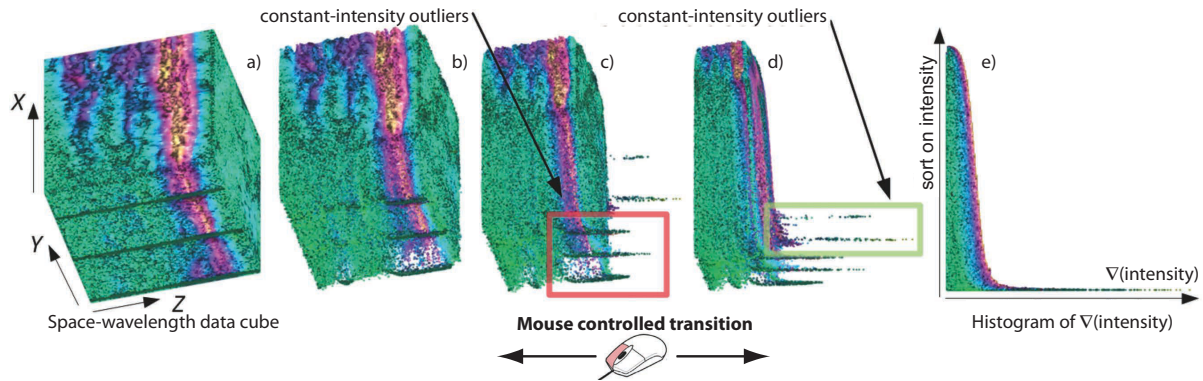 constant-intensity outliers
constant-intensity outliers
a)
b)
c)
d)
e)
X
Y
Z
sort on intensity
∇(intensity)
Space-wavelength data cube
Histogram of ∇(intensity)
Mouse controlled transition